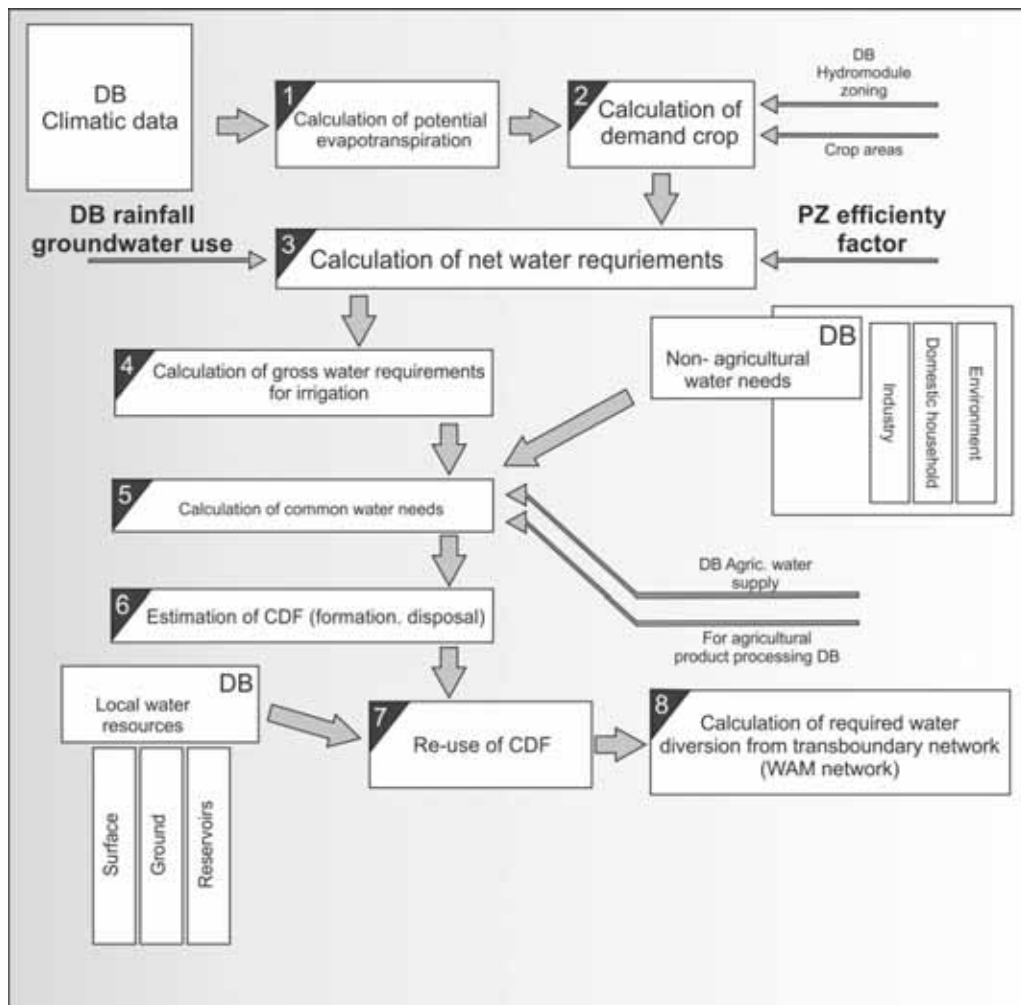 DB
Climatic data
1
Calculation of potential
evapotranspiration
2
Calculation of
demand crop
DB
Hydromodule
zoning
Crop areas
DB rainfall
groundwater use
3
Calculation of net water requriements
PZ efficienty
factor
4
Calculation of gross water requirements
for irrigation
DB
Non- agricultural
water needs
Industry
Domestic household
Environment
5
Calculation of common water needs
DB Agric. water
supply
For agricultural
product processing DB
6
Estimation of CDF (formation. disposal)
DB
Local water
resources
Surface
Ground
Reservoirs
7
Re-use of CDF
8
Calculation of required water
diversion from transboundary network
(WAM network)